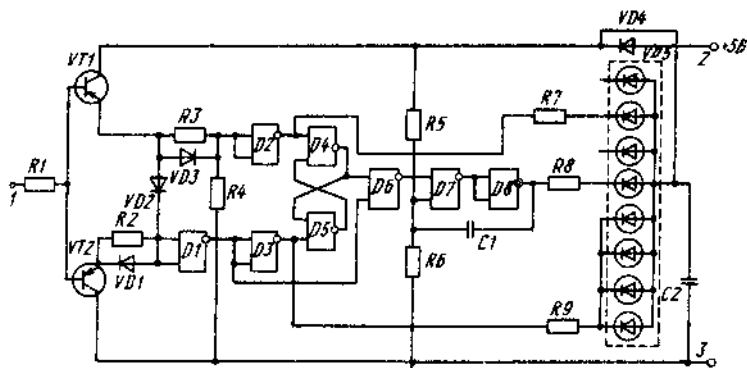 VD4
VT1
2
+5В
VD5
R3
R7
D2
D4
R5
R1
VD3
R4
D6
D7
D8
R8
1
VD2
R2
D5
VT2
D1
D3
C1
VD1
R6
C2
R9
3